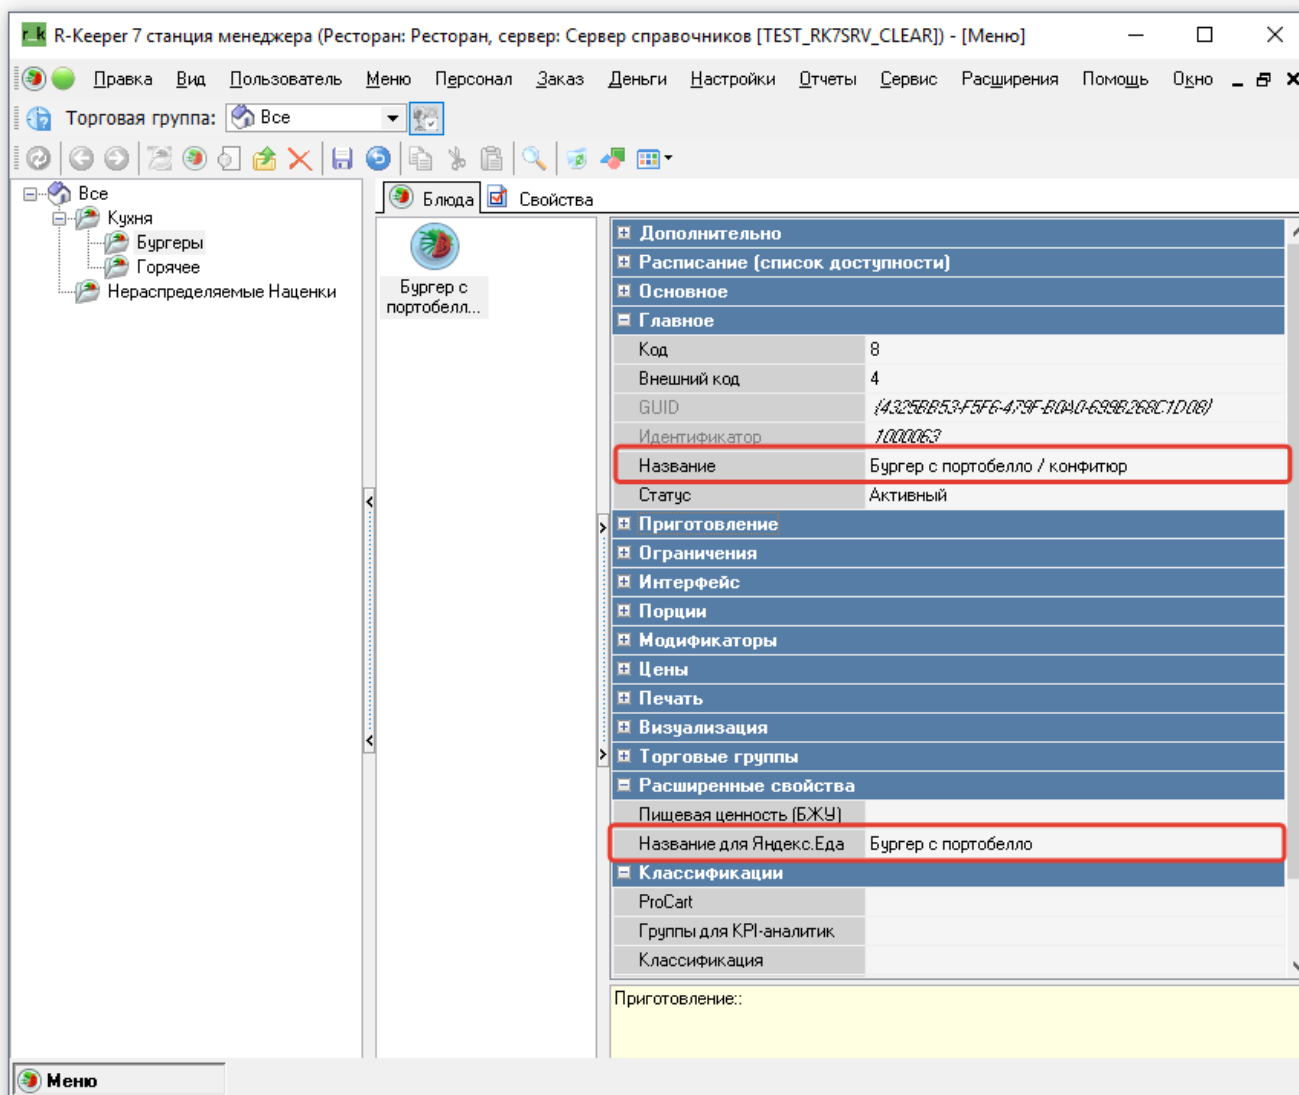 r_k R-Keeper 7 станция менеджера (Ресторан: Ресторан, сервер: Сервер справочников [TEST_RK7SRV_CLEAR]) - [Меню]
Правка Вид Пользователь Меню Персонал Заказ Деньги Настройки Отчеты Сервис Расширения Помощь Окно
Торговая группа: Все
Все
Кухня
Бургеры
Горячее
Нераспределяемые Наценки
Блюда Свойства
Бургер с
портобелл...
Дополнительно
Расписание (список доступности)
Основное
Главное
Код 8
Внешний код 4
GUID {4325BB53-F5F6-479F-B0A0-699B268C1D08}
Идентификатор 1000063
Название Бургер с портобелло / конфитюр
Статус Активный
Приготовление
Ограничения
Интерфейс
Порции
Модификаторы
Цены
Печать
Визуализация
Торговые группы
Расширенные свойства
Пищевая ценность (БЖУ)
Название для Яндекс.Еда Бургер с портобелло
Классификации
ProCart
Группы для KPI-аналитик
Классификация
Приготовление::
Меню